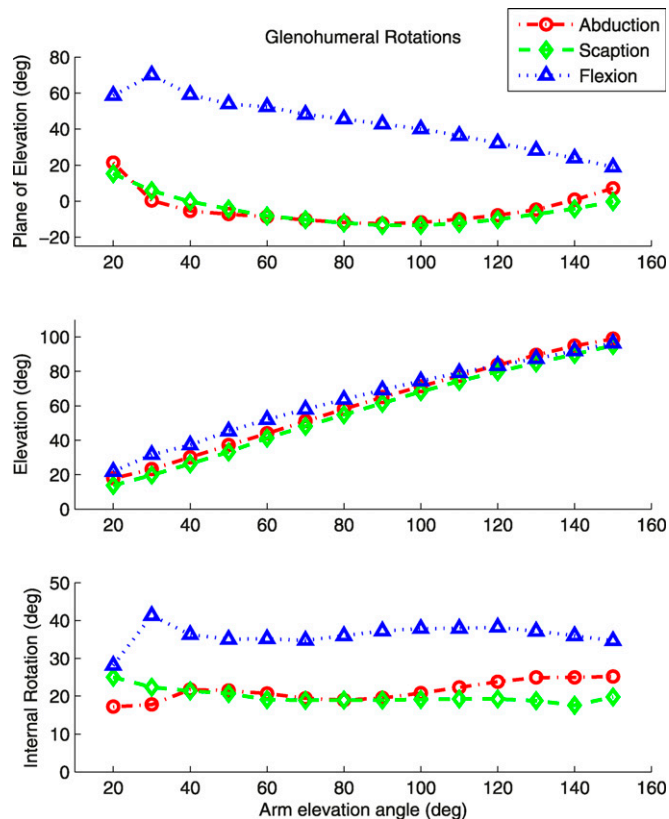 Glenohumeral Rotations
Abduction
Scaption
Flexion
Plane of Elevation (deg)
80
60
40
20
0
−20
20 40 60 80 100 120 140 160
Elevation (deg)
100
80
60
40
20
0
20 40 60 80 100 120 140 160
Internal Rotation (deg)
50
40
30
20
10
0
20 40 60 80 100 120 140 160
Arm elevation angle (deg)